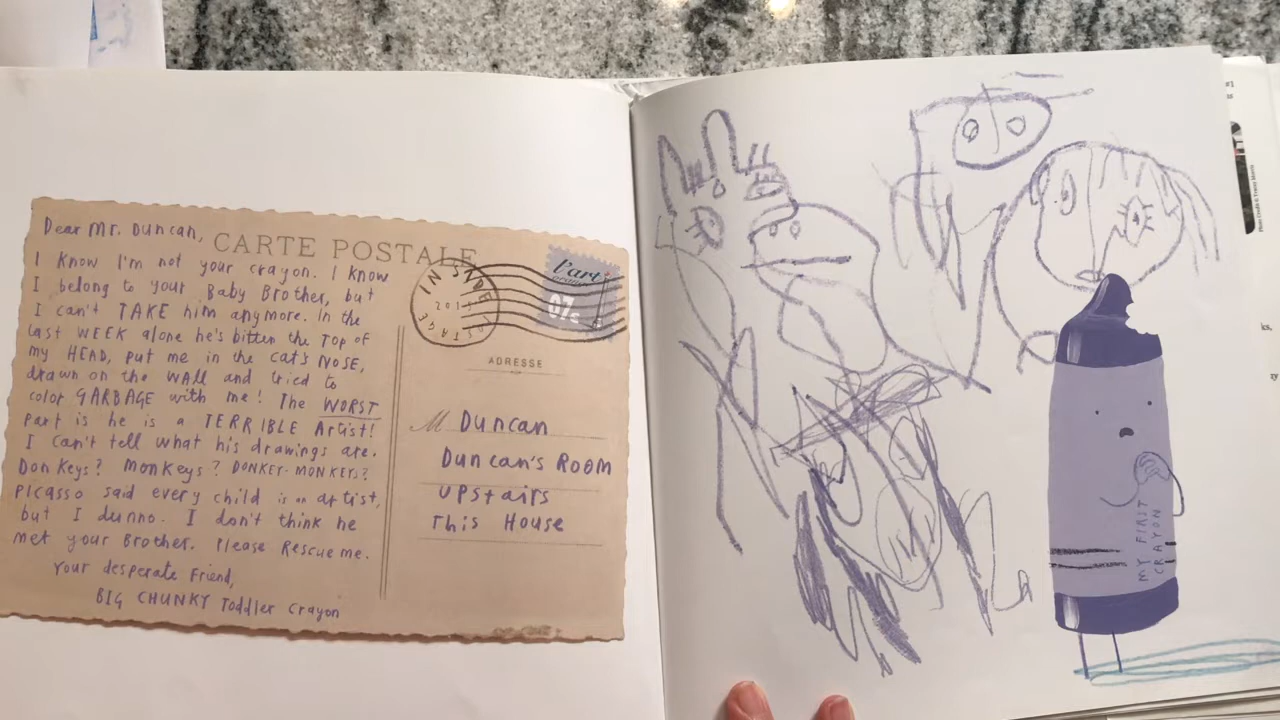 Dear Mr. Duncan,
CARTE POSTALE
I know I'm not your crayon. I know
I belong to your Baby Brother, but
I can't TAKE him anymore. In the
last WEEK alone he's bitten the TOP of
my HEAD, put me in the cat's NOSE,
drawn on the WALL and tried to
color GARBAGE with me! The WORST
part is he is a TERRIBLE Artist!
I can't tell what his drawings are.
Donkeys? Monkeys? DONKEY-MONKEYS?
Picasso said every child is an artist,
but I dunno. I don't think he
met your Brother. Please Rescue me.
Your desperate Friend,
BIG CHUNKY Toddler Crayon
l'art
ADRESSE
M Duncan
Duncan's Room
Upstairs
This House
MY FIRST
CRAYON